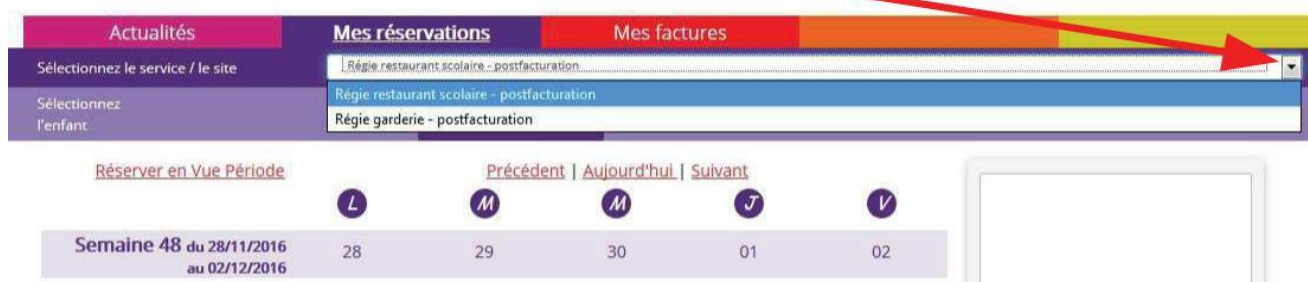 Actualités
Mes réservations
Mes factures
Sélectionnez le service / le site
Régie restaurant scolaire - postfacturation
Régie restaurant scolaire - postfacturation
Régie garderie - postfacturation
Sélectionnez
l'enfant
Réserver en Vue Période
Précédent | Aujourd'hui | Suivant
L M M J V
Semaine 48 du 28/11/2016 28 29 30 01 02
au 02/12/2016